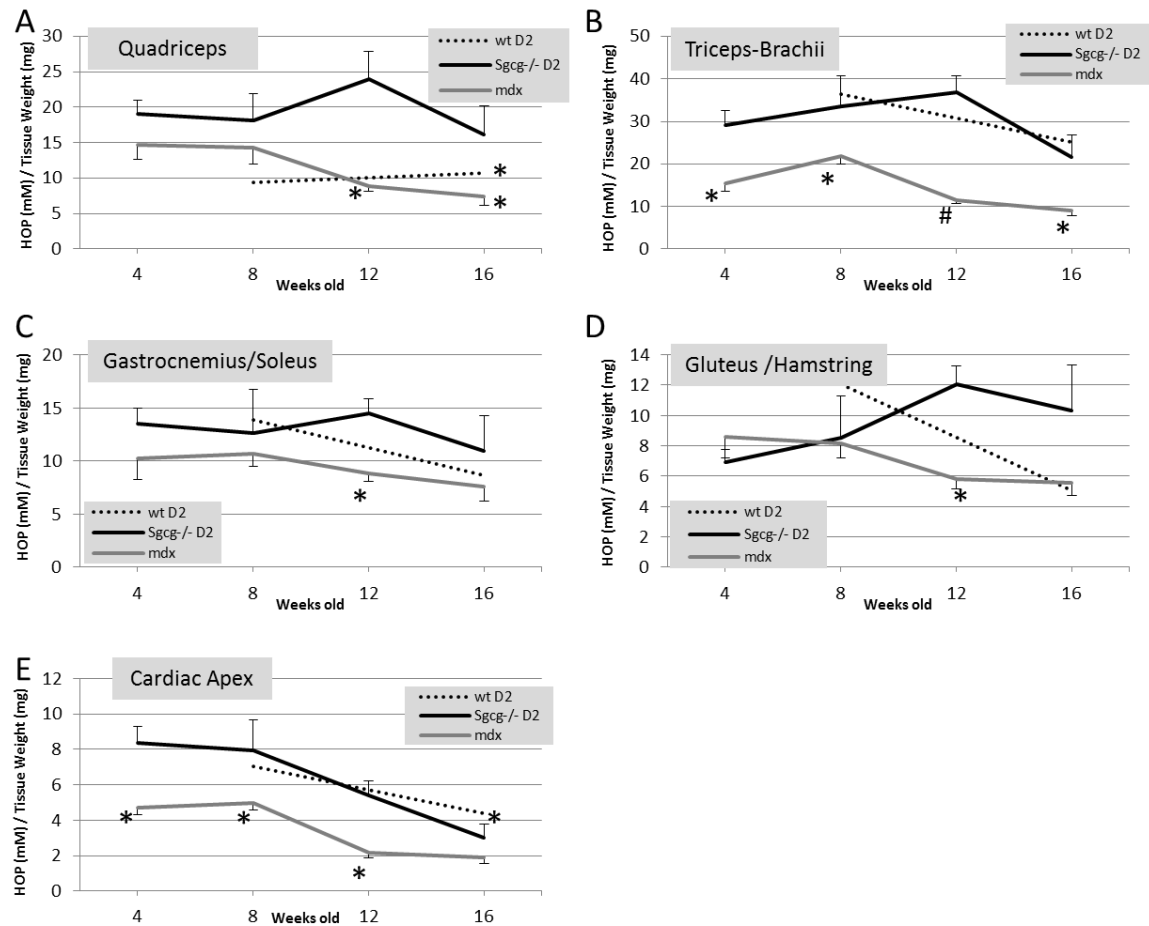 A
Quadriceps
wt D2
Sgcg-/- D2
mdx
HOP (mM) / Tissue Weight (mg)
30
25
20
15
10
5
0
*
*
*
4 8 12 16
Weeks old
B
Triceps-Brachii
wt D2
Sgcg-/- D2
mdx
HOP (mM) / Tissue Weight (mg)
50
40
30
20
10
0
*
*
#
*
4 8 12 16
Weeks old
C
Gastrocnemius/Soleus
HOP (mM) / Tissue Weight (mg)
20
15
10
5
0
*
wt D2
Sgcg-/- D2
mdx
4 8 12 16
Weeks old
D
Gluteus /Hamstring
HOP (mM) / Tissue Weight (mg)
14
12
10
8
6
4
2
0
*
wt D2
Sgcg-/- D2
mdx
4 8 12 16
Weeks old
E
Cardiac Apex
wt D2
Sgcg-/- D2
mdx
HOP (mM) / Tissue Weight (mg)
12
10
8
6
4
2
0
*
*
*
*
4 8 12 16
Weeks old